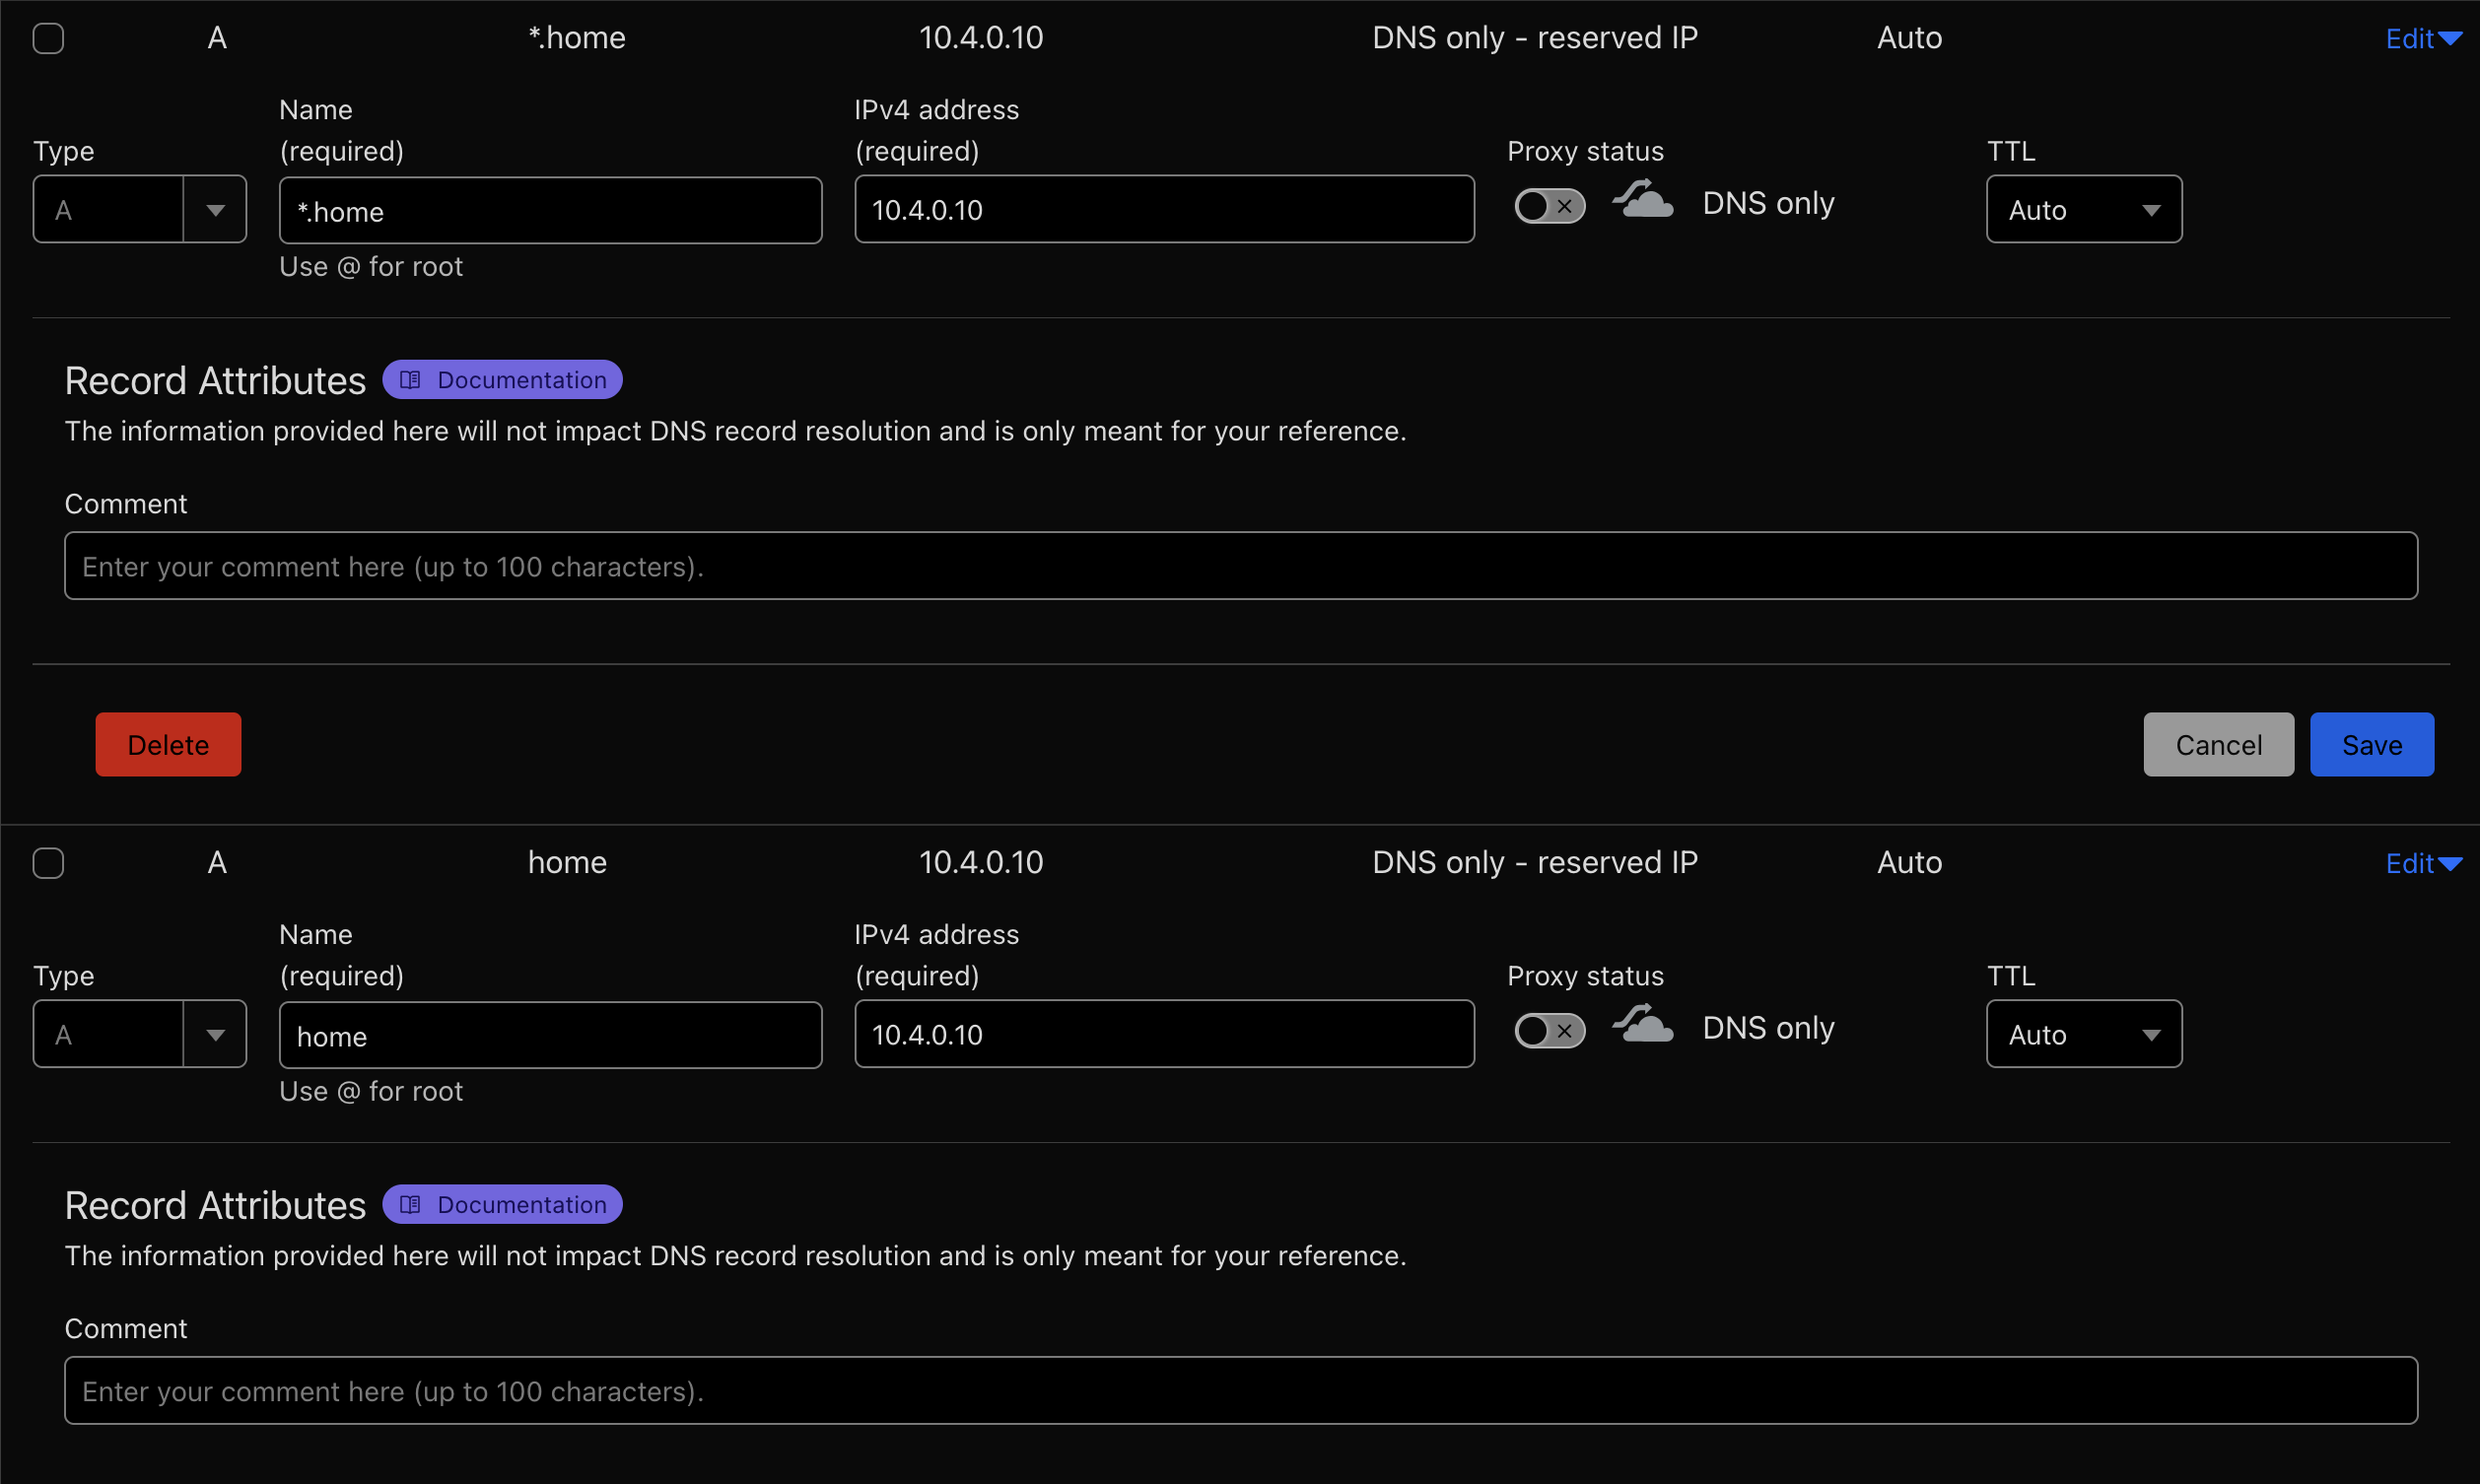 A *.home 10.4.0.10 DNS only - reserved IP Auto Edit
Name
(required)
IPv4 address
(required)
Type
Proxy status
TTL
A
*.home
10.4.0.10
DNS only
Auto
Use @ for root
Record Attributes Documentation
The information provided here will not impact DNS record resolution and is only meant for your reference.
Comment
Enter your comment here (up to 100 characters).
Delete
Cancel
Save
A home 10.4.0.10 DNS only - reserved IP Auto Edit
Name
(required)
IPv4 address
(required)
Type
Proxy status
TTL
A
home
10.4.0.10
DNS only
Auto
Use @ for root
Record Attributes Documentation
The information provided here will not impact DNS record resolution and is only meant for your reference.
Comment
Enter your comment here (up to 100 characters).